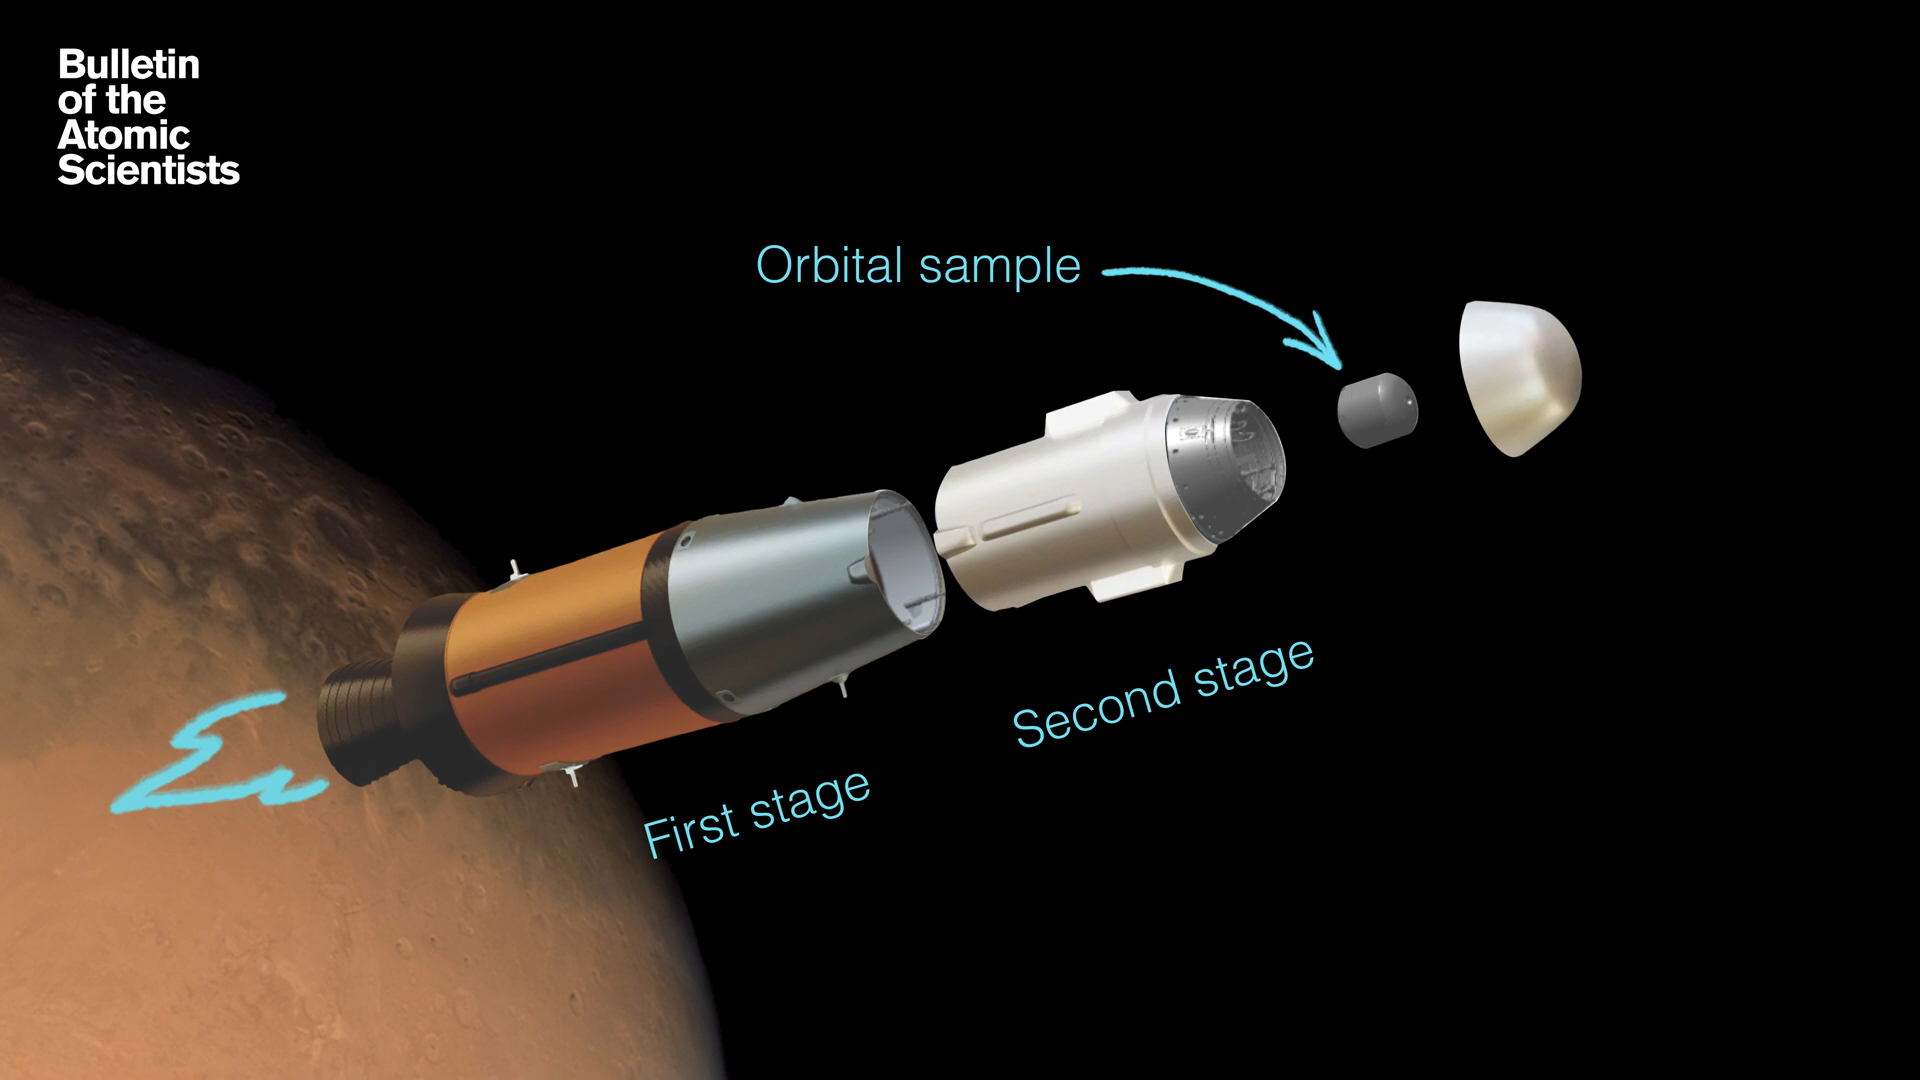 Bulletin
of the
Atomic
Scientists
Orbital sample
Second stage
First stage